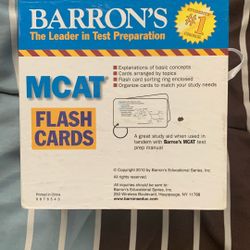 BARRON'S
The Leader in Test Preparation
#1
MCAT
FLASH
CARDS
• Explanations of basic concepts
• Cards arranged by topics
• Flash card sorting ring enclosed
• Organize cards to match your study needs
A great study aid when used in
tandem with Barron's MCAT test
prep manual
© Copyright 2010 by Barron's Educational Series, Inc.
All rights reserved.
All inquiries should be sent to:
Barron's Educational Series, Inc.
250 Wireless Boulevard, Hauppauge, NY 11788
www.barronseduc.com
Printed in China